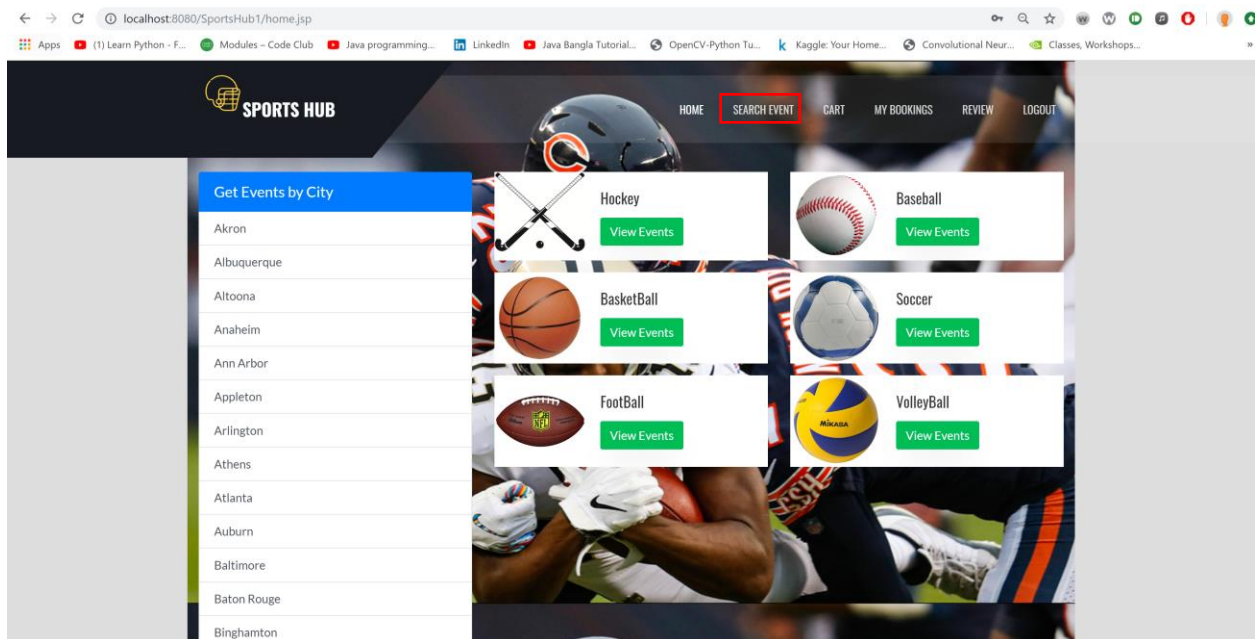 localhost:8080/SportsHub1/home.jsp
Apps (1) Learn Python - F... Modules – Code Club Java programming... LinkedIn Java Bangla Tutorial... OpenCV-Python Tu... Kaggle: Your Home... Convolutional Neur... Classes, Workshops... »
SPORTS HUB
HOME SEARCH EVENT CART MY BOOKINGS REVIEW LOGOUT
Get Events by City
Akron
Albuquerque
Altoona
Anaheim
Ann Arbor
Appleton
Arlington
Athens
Atlanta
Auburn
Baltimore
Baton Rouge
Binghamton
Hockey
View Events
Baseball
View Events
BasketBall
View Events
Soccer
View Events
FootBall
View Events
NFL
VolleyBall
View Events
MIKASA